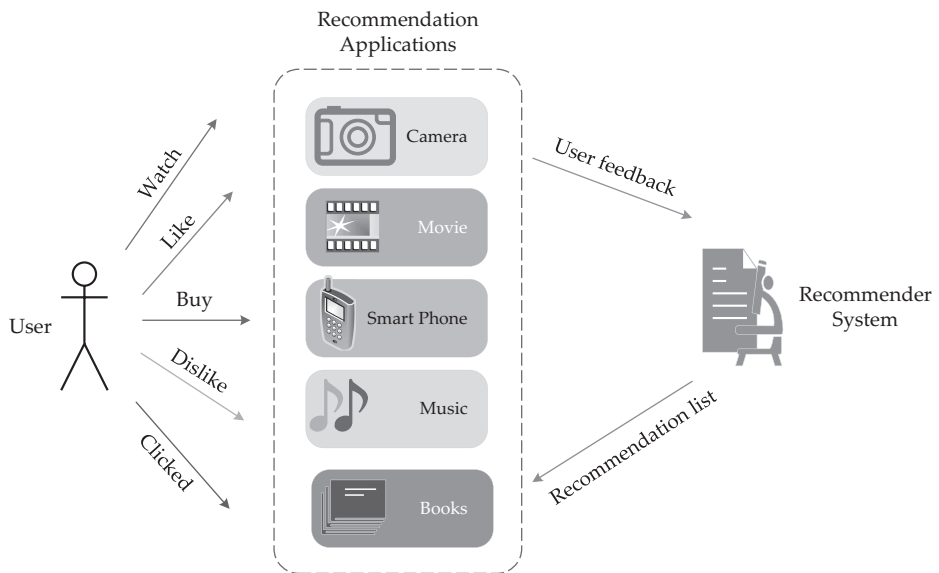 Recommendation
Applications
Camera
Movie
Smart Phone
Music
Books
User
Watch
Like
Buy
Dislike
Clicked
User feedback
Recommender
System
Recommendation list